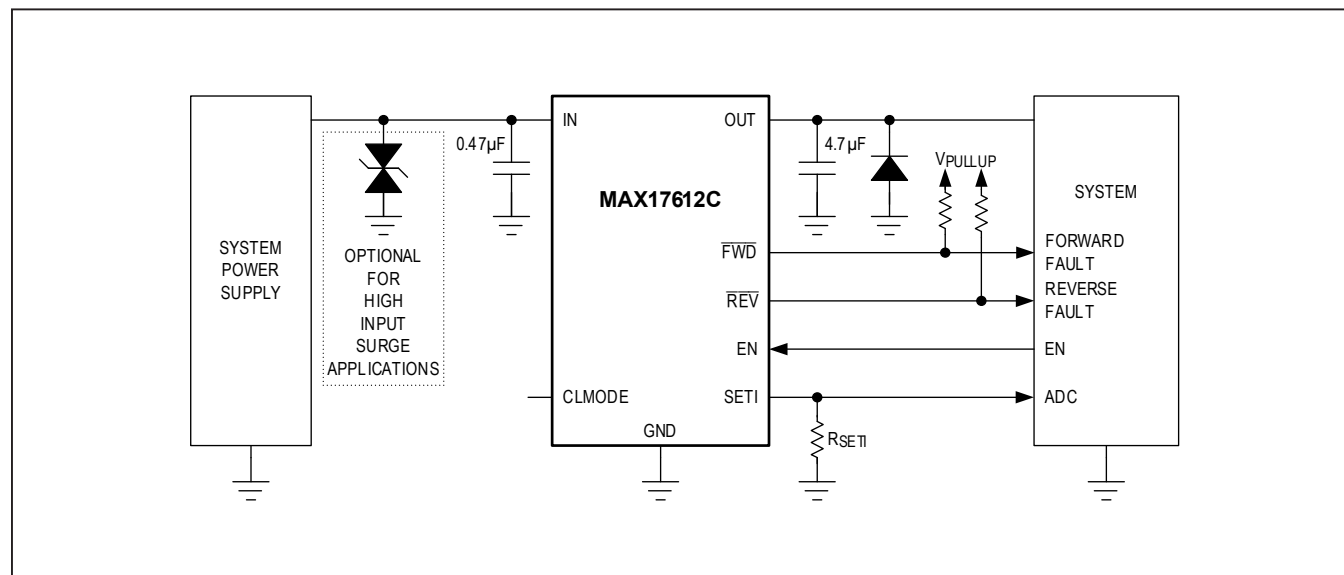 SYSTEM
POWER
SUPPLY
OPTIONAL
FOR
HIGH
INPUT
SURGE
APPLICATIONS
0.47µF
IN
OUT
MAX17612C
FWD
REV
EN
CLMODE
SETI
GND
4.7µF
VPULLUP
RSETI
SYSTEM
FORWARD
FAULT
REVERSE
FAULT
EN
ADC